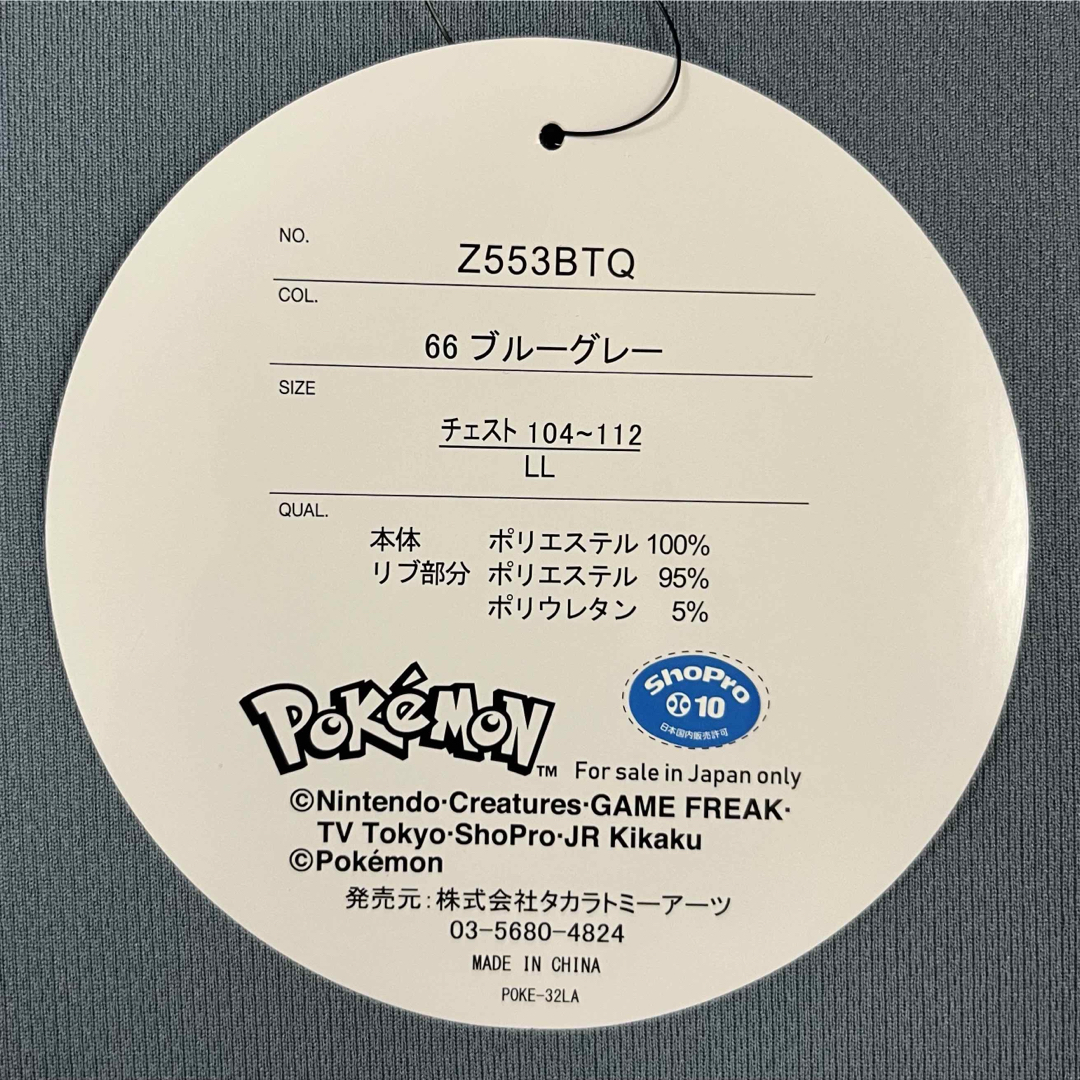 NO.
Z553BTQ
COL.
66 ブルーグレー
SIZE
チェスト 104~112
LL
QUAL.
本体 ポリエステル 100%
リブ部分 ポリエステル 95%
ポリウレタン 5%
POKéMON TM
ShoPro
10
日本国内販売許可
For sale in Japan only
©Nintendo·Creatures·GAME FREAK·
TV Tokyo·ShoPro·JR Kikaku
©Pokémon
発売元:株式会社タカラトミーアーツ
03-5680-4824
MADE IN CHINA
POKE-32LA